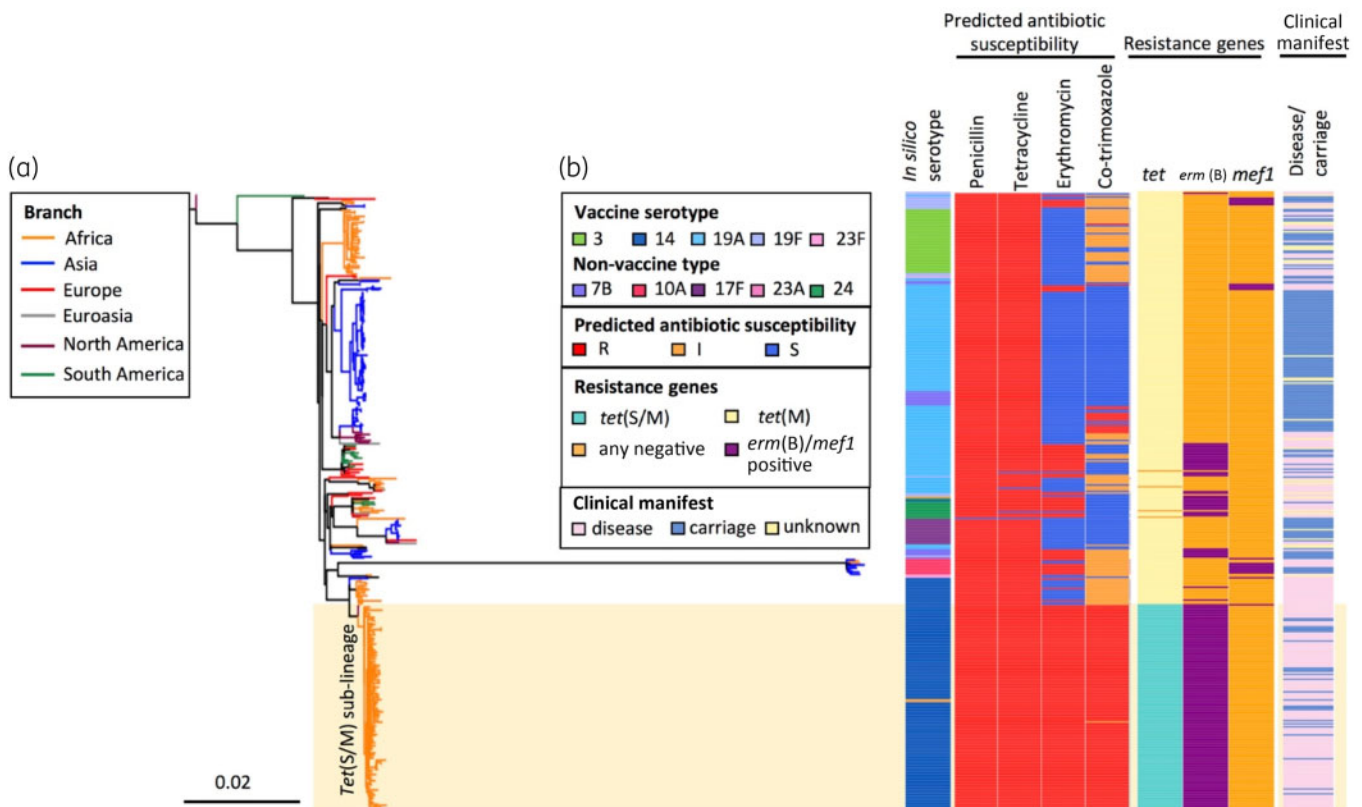 Predicted antibiotic
susceptibility
Resistance genes
Clinical
manifest
In silico
serotype
Penicillin
Tetracycline
Erythromycin
Co-trimoxazole
tet
erm (B)
mef1
Disease/
carriage
(a)
Branch
Africa
Asia
Europe
Euroasia
North America
South America
Tet(S/M) sub-lineage
0.02
(b)
Vaccine serotype
3 14 19A 19F 23F
Non-vaccine type
7B 10A 17F 23A 24
Predicted antibiotic susceptibility
R I S
Resistance genes
tet(S/M) tet(M)
any negative erm(B)/mef1
positive
Clinical manifest
disease carriage unknown